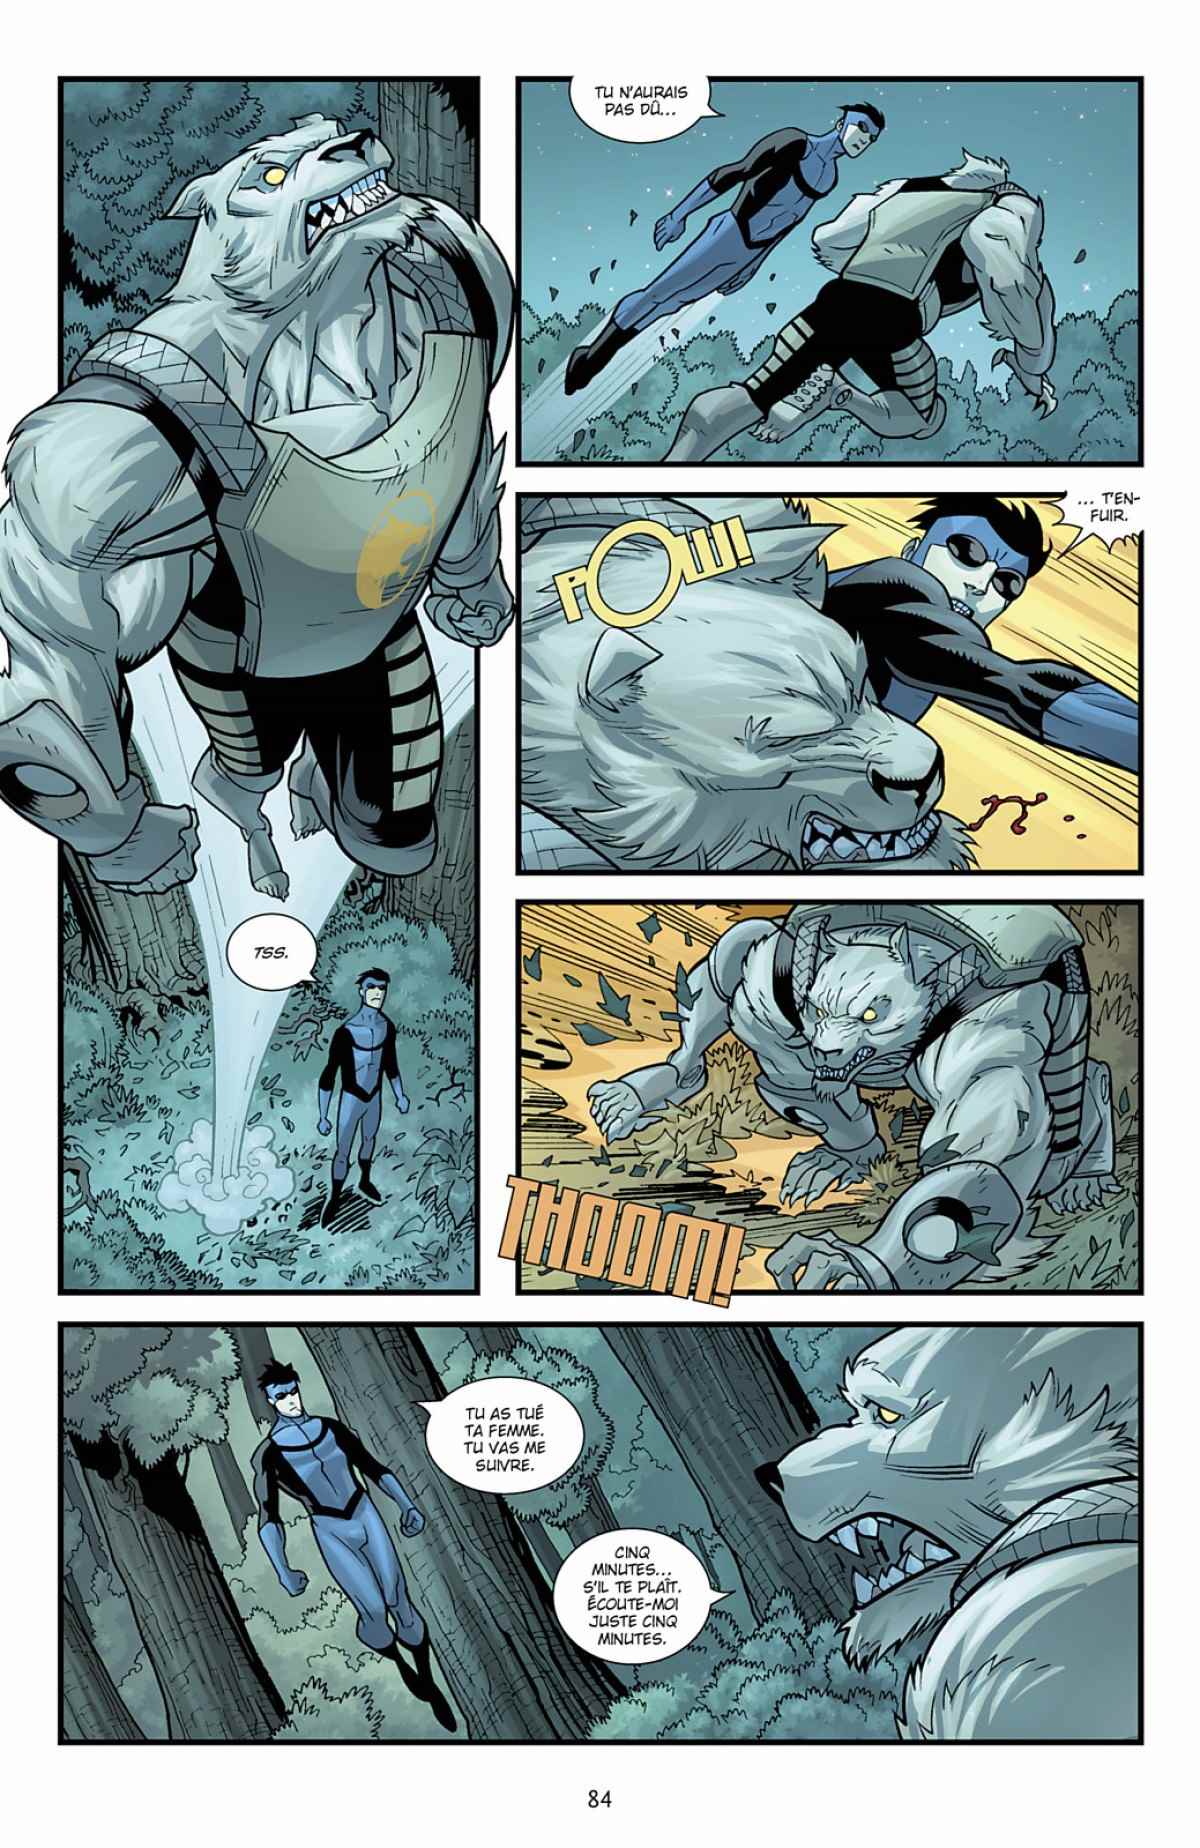 TSS.
TU N'AURAIS
PAS DÛ...
... T'EN-
FUIR.
POW!
THOOM!
TU AS TUÉ
TA FEMME.
TU VAS ME
SUIVRE.
CINQ
MINUTES...
S'IL TE PLAÎT.
ÉCOUTE-MOI
JUSTE CINQ
MINUTES.
84